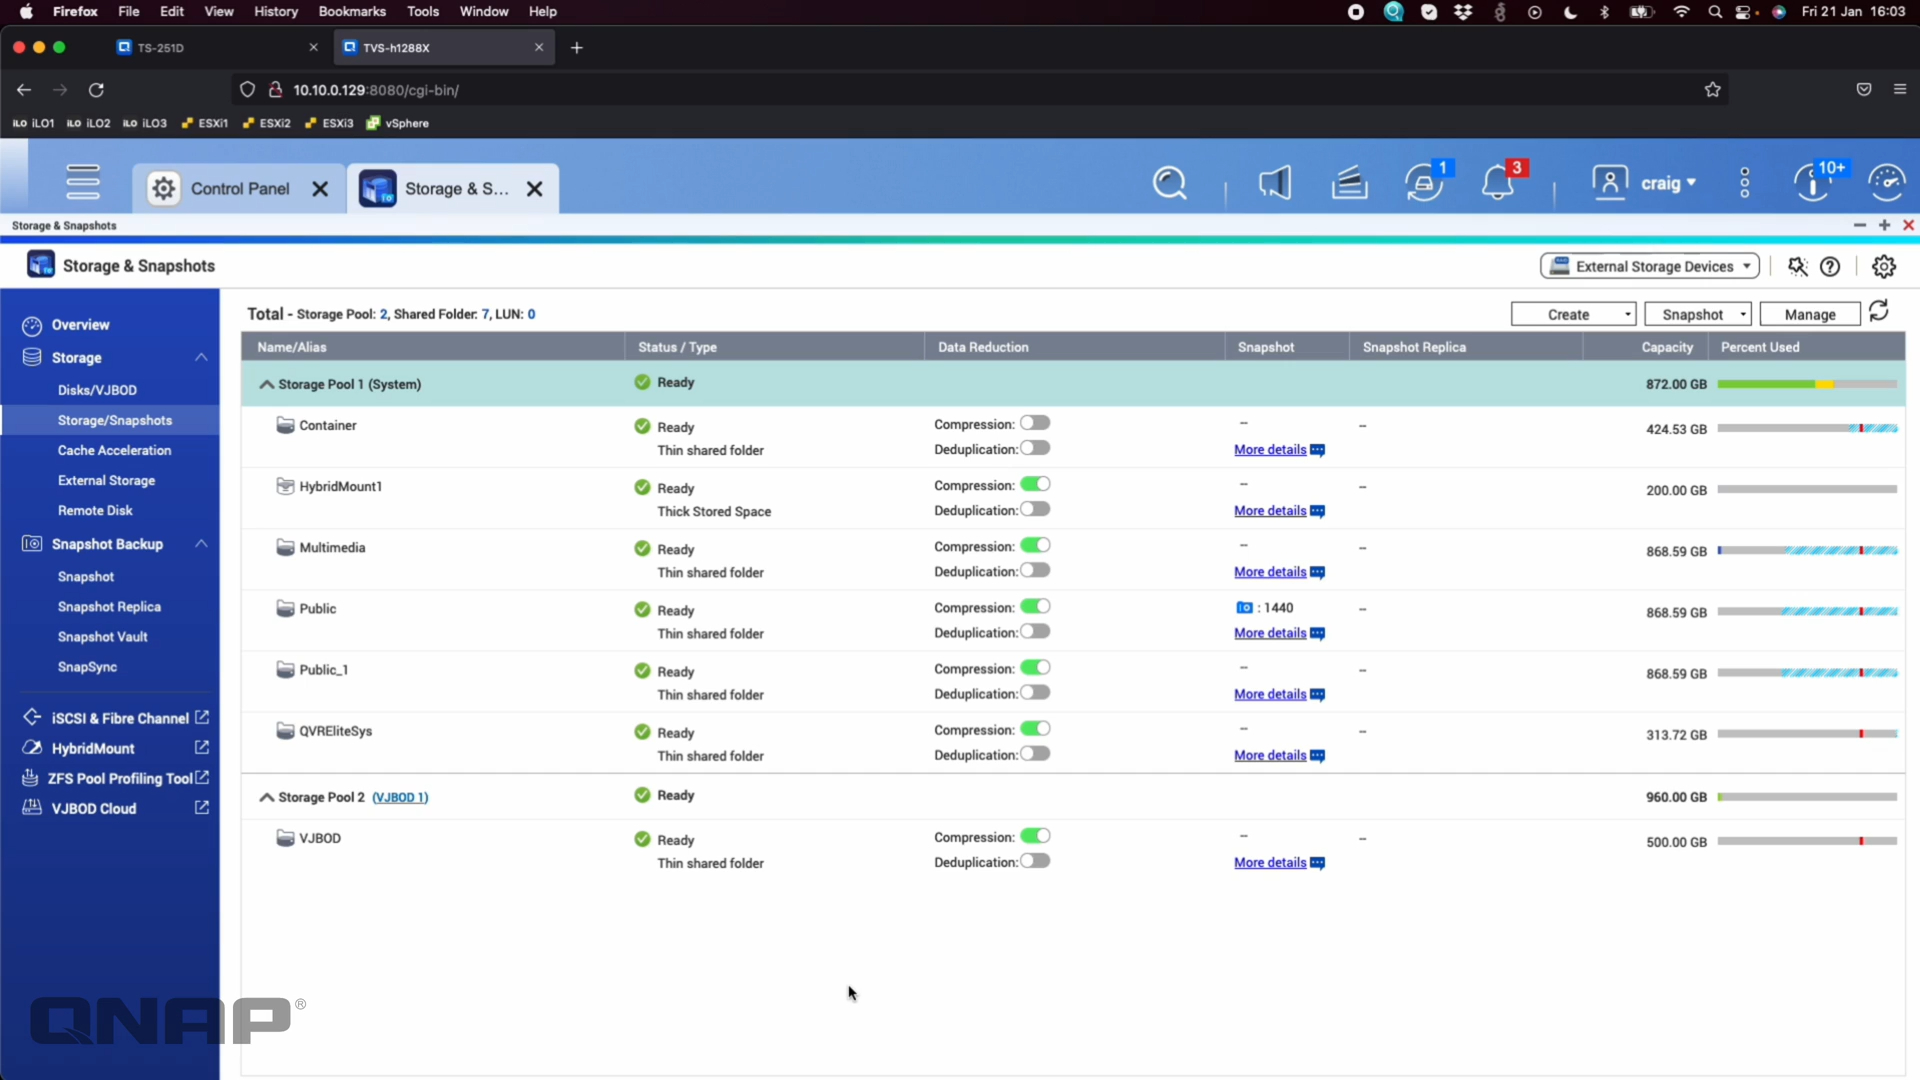 Firefox File Edit View History Bookmarks Tools Window Help Fri 21 Jan 16:03
TS-251D TVS-h1288X
10.10.0.129:8080/cgi-bin/
iLO iLO1 iLO iLO2 iLO iLO3 ESXi1 ESXi2 ESXi3 vSphere
Control Panel Storage & S... 1 3 craig 10+
Storage & Snapshots
Storage & Snapshots External Storage Devices
Total - Storage Pool: 2, Shared Folder: 7, LUN: 0 Create Snapshot Manage
Overview
Storage
Disks/VJBOD
Storage/Snapshots
Cache Acceleration
External Storage
Remote Disk
Snapshot Backup
Snapshot
Snapshot Replica
Snapshot Vault
SnapSync
iSCSI & Fibre Channel
HybridMount
ZFS Pool Profiling Tool
VJBOD Cloud
Name/Alias Status / Type Data Reduction Snapshot Snapshot Replica Capacity Percent Used
Storage Pool 1 (System) Ready 872.00 GB
Container Ready Compression: -- -- 424.53 GB
Thin shared folder Deduplication: More details
HybridMount1 Ready Compression: -- -- 200.00 GB
Thick Stored Space Deduplication: More details
Multimedia Ready Compression: -- -- 868.59 GB
Thin shared folder Deduplication: More details
Public Ready Compression: : 1440 -- 868.59 GB
Thin shared folder Deduplication: More details
Public_1 Ready Compression: -- -- 868.59 GB
Thin shared folder Deduplication: More details
QVREliteSys Ready Compression: -- -- 313.72 GB
Thin shared folder Deduplication: More details
Storage Pool 2 (VJBOD 1) Ready 960.00 GB
VJBOD Ready Compression: -- -- 500.00 GB
Thin shared folder Deduplication: More details
QNAP®